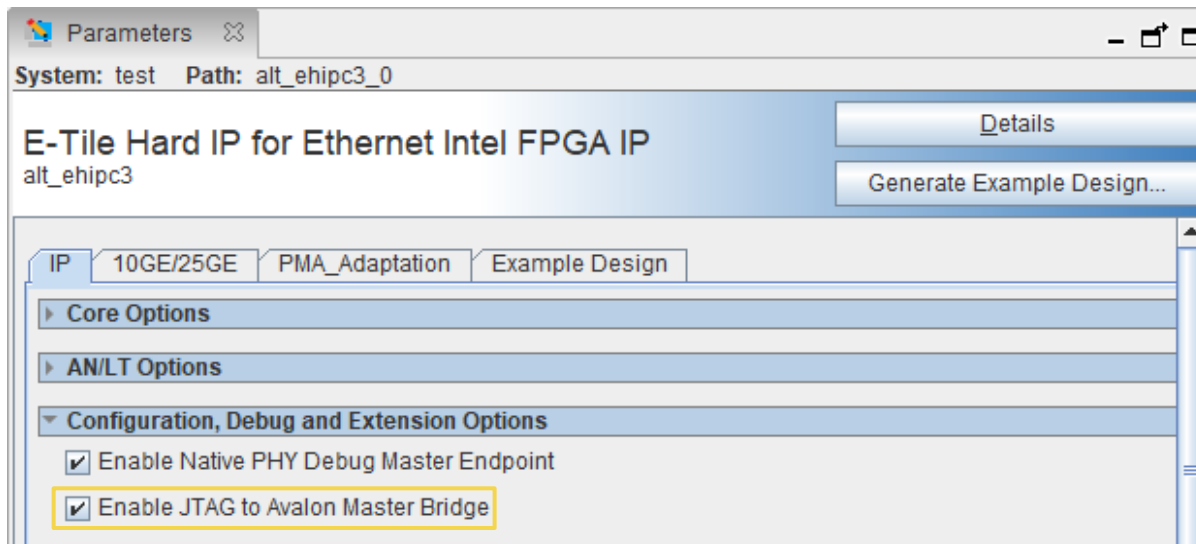 Parameters
System: test Path: alt_ehipc3_0
E-Tile Hard IP for Ethernet Intel FPGA IP
alt_ehipc3
Details
Generate Example Design...
IP 10GE/25GE PMA_Adaptation Example Design
Core Options
AN/LT Options
Configuration, Debug and Extension Options
Enable Native PHY Debug Master Endpoint
Enable JTAG to Avalon Master Bridge